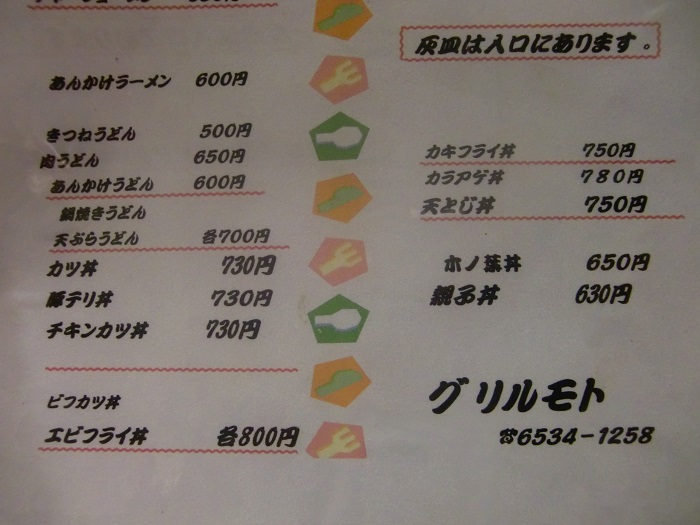 灰皿は入口にあります。
あんかけラーメン 600円
きつねうどん 500円
肉うどん 650円
あんかけうどん 600円
鍋焼きうどん
天ぷらうどん 各700円
カツ丼 730円
豚テリ丼 730円
チキンカツ丼 730円
ビフカツ丼
エビフライ丼 各800円
カキフライ丼 750円
カラアゲ丼 780円
天とじ丼 750円
木ノ葉丼 650円
親子丼 630円
グリルモト
☎6534-1258